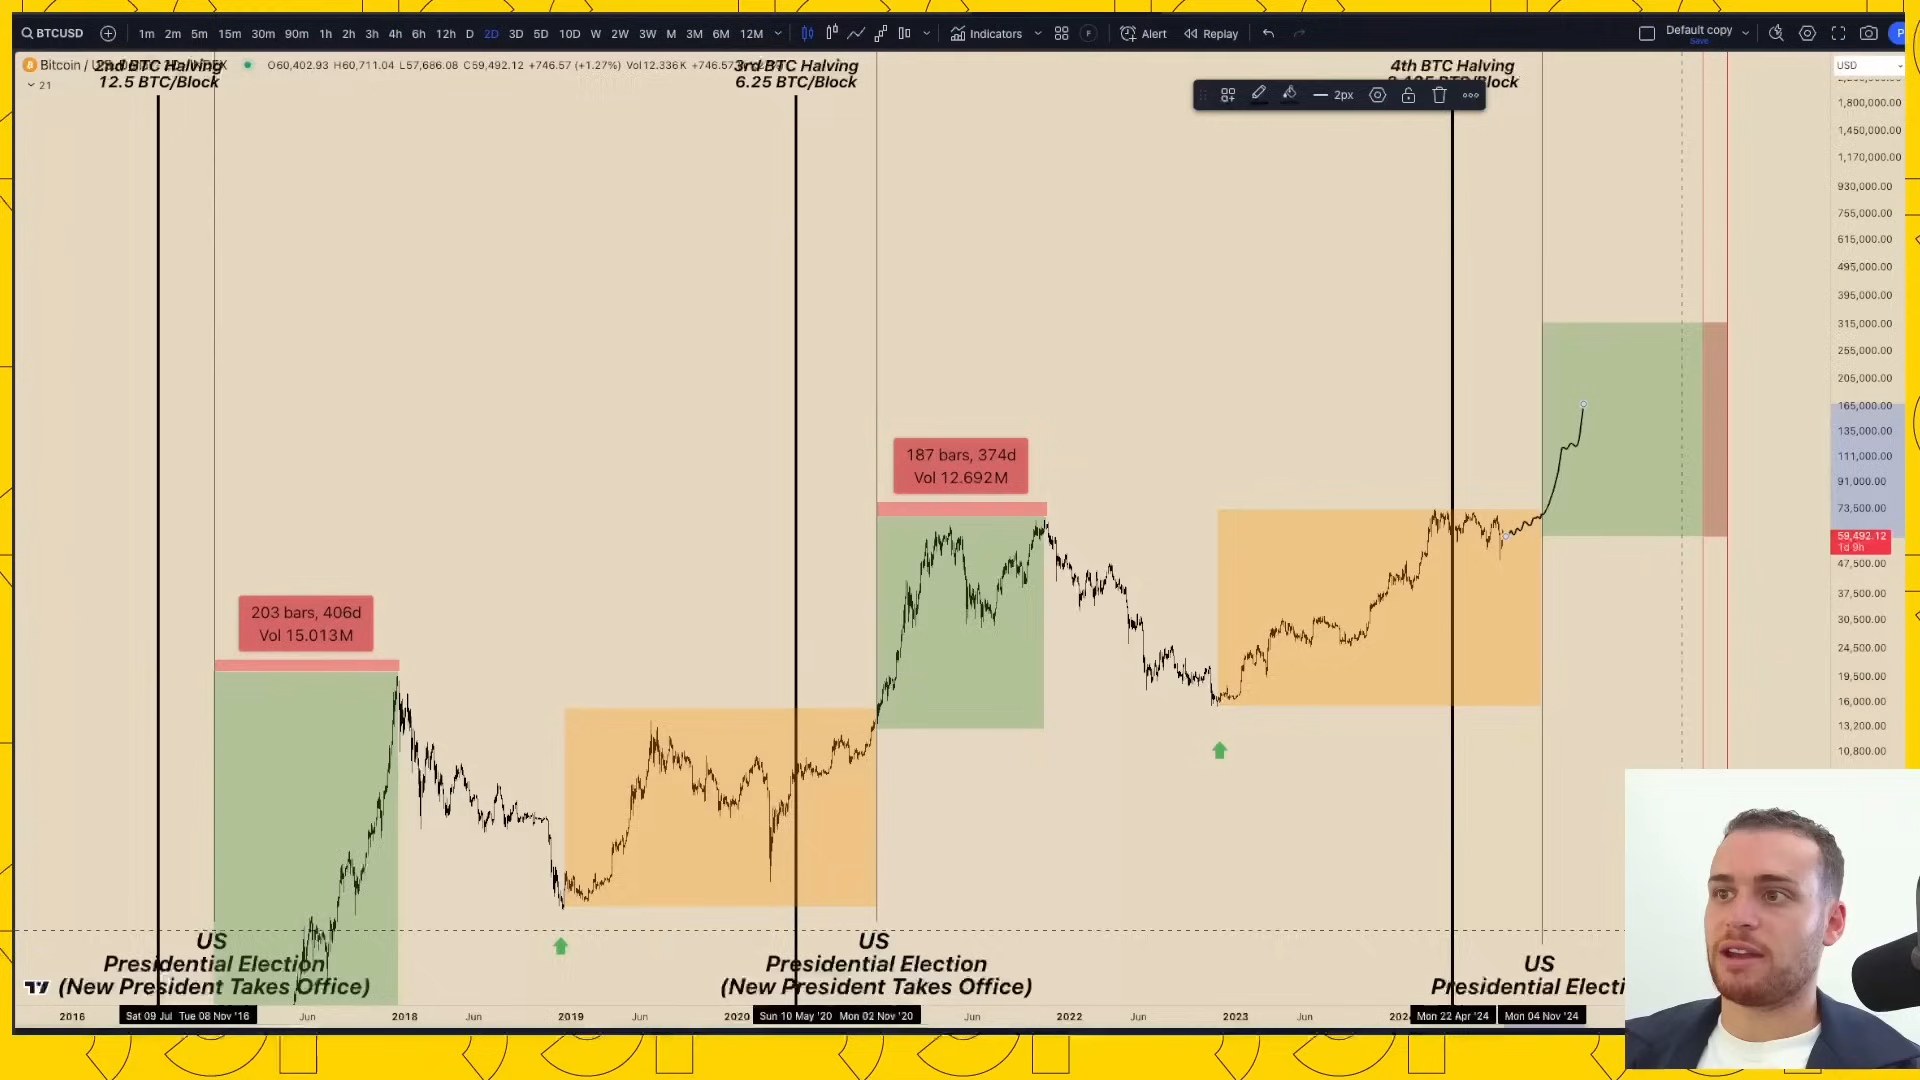 BTCUSD 1m 2m 5m 15m 30m 90m 1h 2h 3h 4h 6h 12h D 2D 3D 5D 10D W 2W 3W M 3M 6M 12M Indicators F Alert Replay Default copy
Save
Bitcoin / O60,402.93 H60,711.04 L57,686.08 C59,492.12 +746.57 (+1.27%) Vol12.336K USD
21
2nd BTC Halving
12.5 BTC/Block
3rd BTC Halving
6.25 BTC/Block
4th BTC Halving
2px
1,800,000.00
1,450,000.00
1,170,000.00
930,000.00
755,000.00
615,000.00
495,000.00
395,000.00
315,000.00
255,000.00
205,000.00
165,000.00
135,000.00
111,000.00
91,000.00
73,500.00
59,492.12
1d 9h
47,500.00
37,500.00
30,500.00
24,500.00
19,500.00
16,000.00
13,200.00
10,800.00
187 bars, 374d
Vol 12.692M
203 bars, 406d
Vol 15.013M
US
Presidential Election
(New President Takes Office)
US
Presidential Election
(New President Takes Office)
US
Presidential Electi
2016 Sat 09 Jul Tue 08 Nov '16 Jun 2018 Jun 2019 Jun 2020 Sun 10 May '20 Mon 02 Nov '20 Jun 2022 Jun 2023 Jun Mon 22 Apr '24 Mon 04 Nov '24